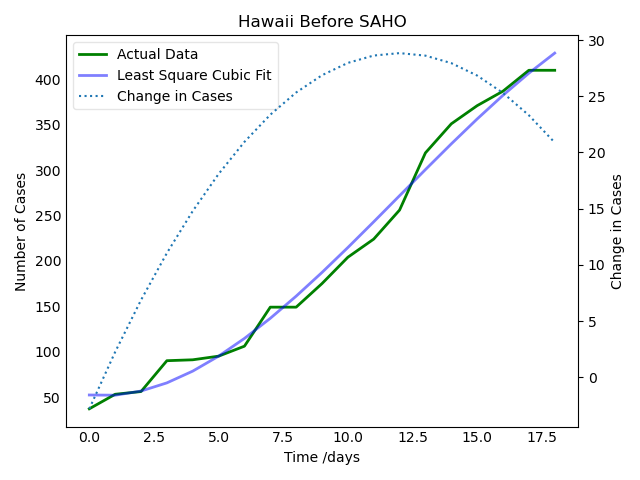 Hawaii Before SAHO
Actual Data
Least Square Cubic Fit
Change in Cases
Number of Cases
400
350
300
250
200
150
100
50
30
25
20
15
10
5
0
Change in Cases
0.0 2.5 5.0 7.5 10.0 12.5 15.0 17.5
Time /days